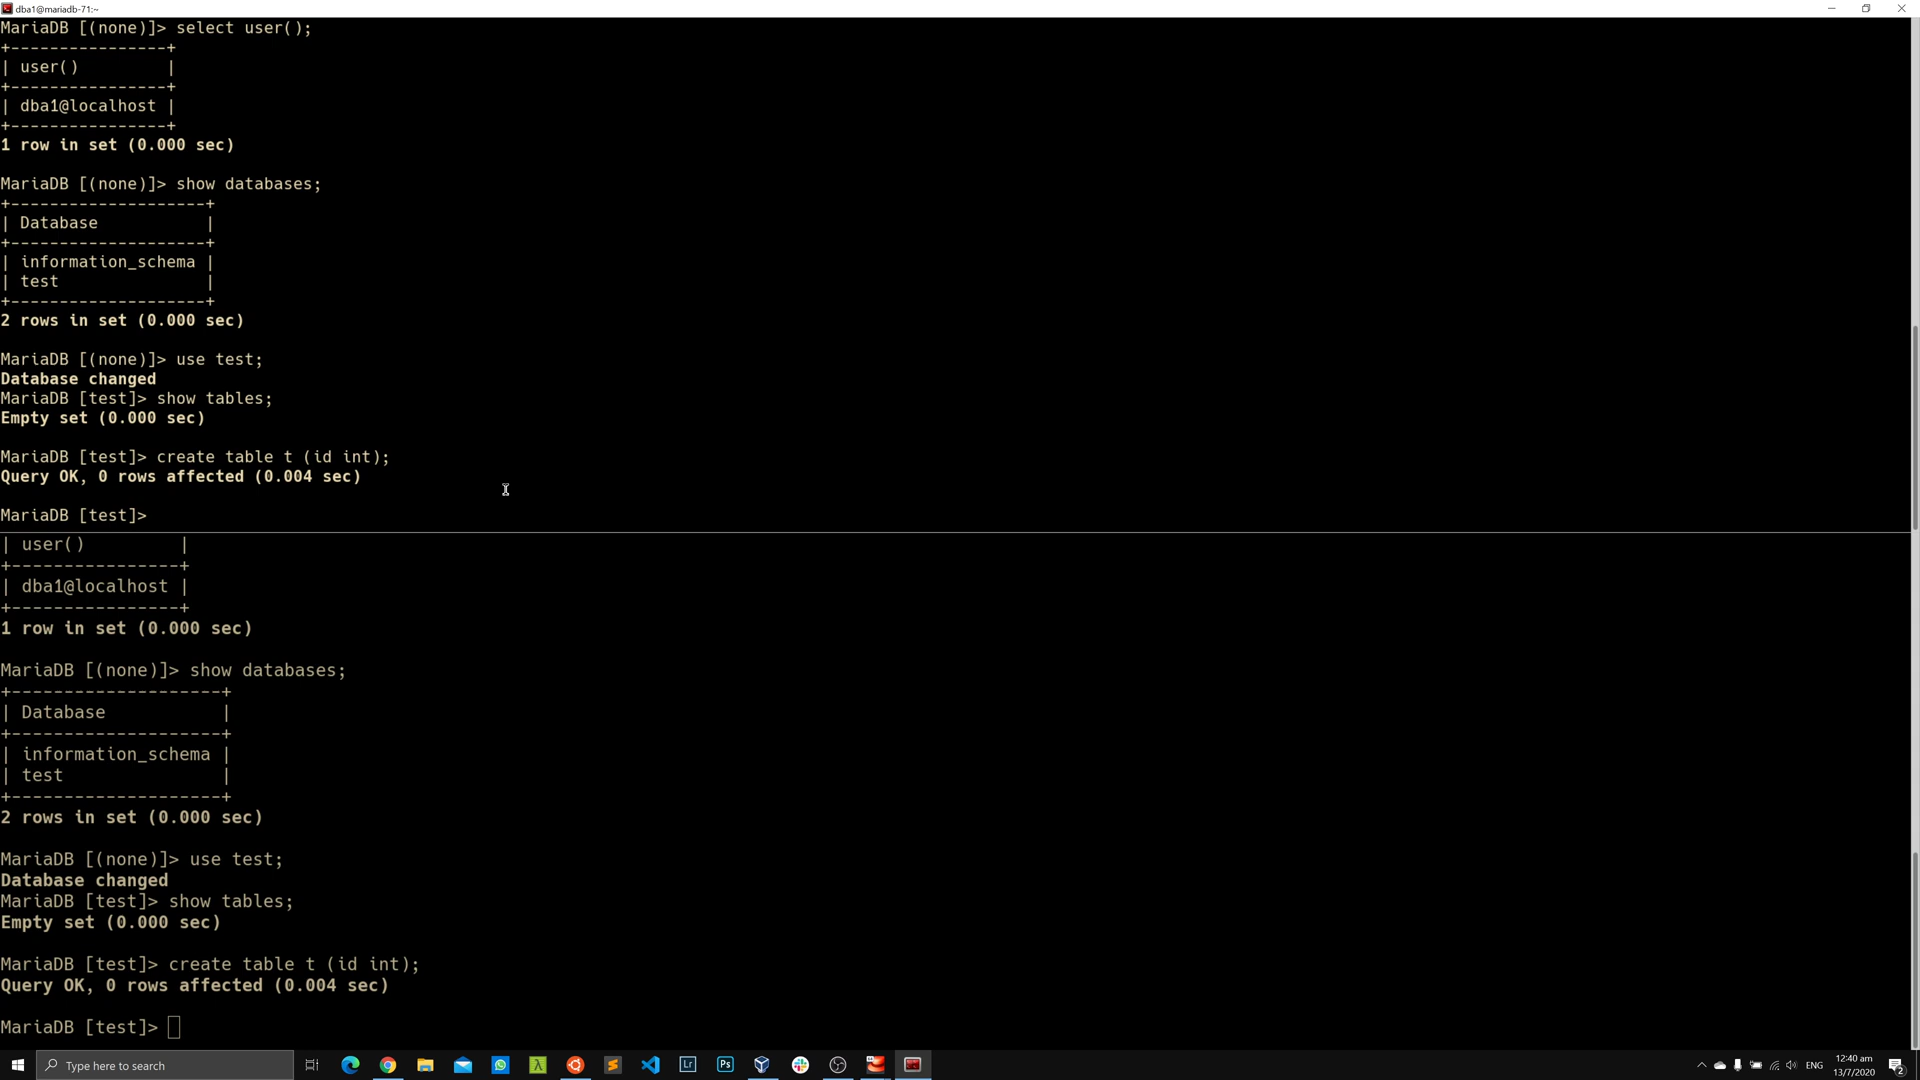 dba1@mariadb-71:~
MariaDB [(none)]> select user();
+----------------+
| user()         |
+----------------+
| dba1@localhost |
+----------------+
1 row in set (0.000 sec)
MariaDB [(none)]> show databases;
+--------------------+
| Database           |
+--------------------+
| information_schema |
| test               |
+--------------------+
2 rows in set (0.000 sec)
MariaDB [(none)]> use test;
Database changed
MariaDB [test]> show tables;
Empty set (0.000 sec)
MariaDB [test]> create table t (id int);
Query OK, 0 rows affected (0.004 sec)
MariaDB [test]>
| user()         |
+----------------+
| dba1@localhost |
+----------------+
1 row in set (0.000 sec)
MariaDB [(none)]> show databases;
+--------------------+
| Database           |
+--------------------+
| information_schema |
| test               |
+--------------------+
2 rows in set (0.000 sec)
MariaDB [(none)]> use test;
Database changed
MariaDB [test]> show tables;
Empty set (0.000 sec)
MariaDB [test]> create table t (id int);
Query OK, 0 rows affected (0.004 sec)
MariaDB [test]>
Type here to search
Lr
Ps
ENG
12:40 am
13/7/2020
2